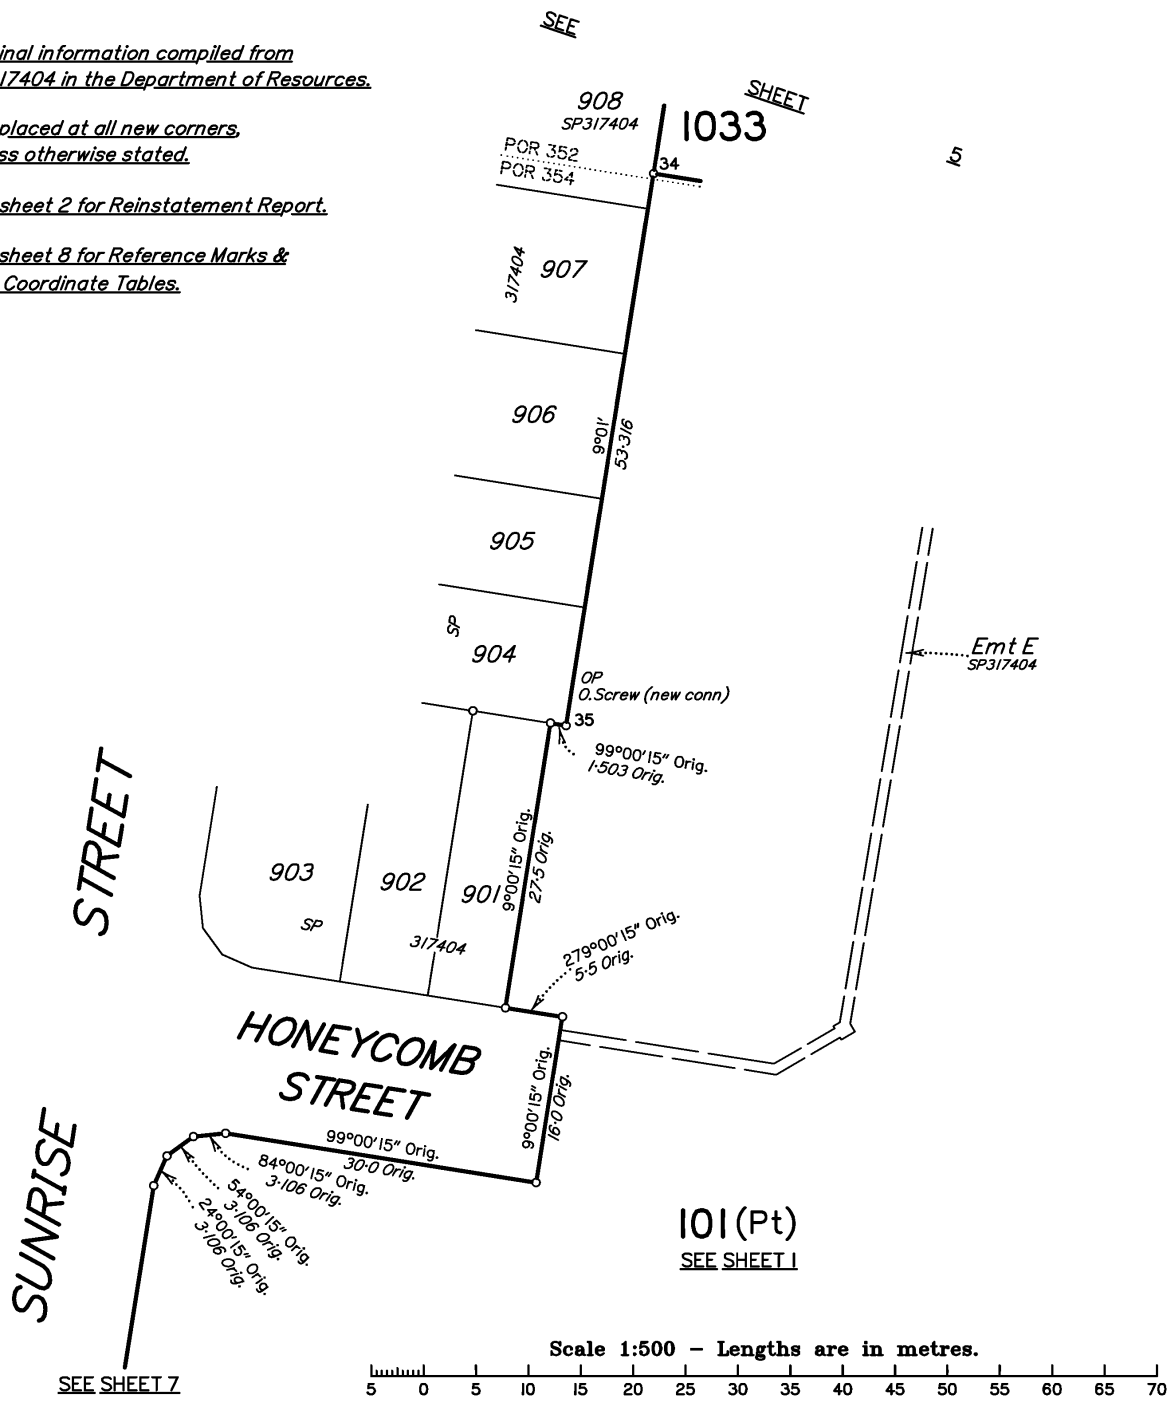 SEE
inal information compiled from
17404 in the Department of Resources.
placed at all new corners,
ss otherwise stated.
sheet 2 for Reinstatement Report.
sheet 8 for Reference Marks &
Coordinate Tables.
908
SP317404
SHEET
1033
5
POR 352
POR 354
34
907
317404
906
9°01'
53·316
905
SP
904
Emt E
SP317404
OP
O.Screw (new conn)
35
99°00'15" Orig.
1·503 Orig.
STREET
903
902
901
9°00'15" Orig.
27·5 Orig.
SP
317404
279°00'15" Orig.
5·5 Orig.
HONEYCOMB
STREET
9°00'15" Orig.
16·0 Orig.
99°00'15" Orig.
30·0 Orig.
84°00'15" Orig.
3·106 Orig.
54°00'15" Orig.
3·106 Orig.
24°00'15" Orig.
3·106 Orig.
SUNRISE
101 (Pt)
SEE SHEET 1
Scale 1:500 – Lengths are in metres.
SEE SHEET 7
5 0 5 10 15 20 25 30 35 40 45 50 55 60 65 70